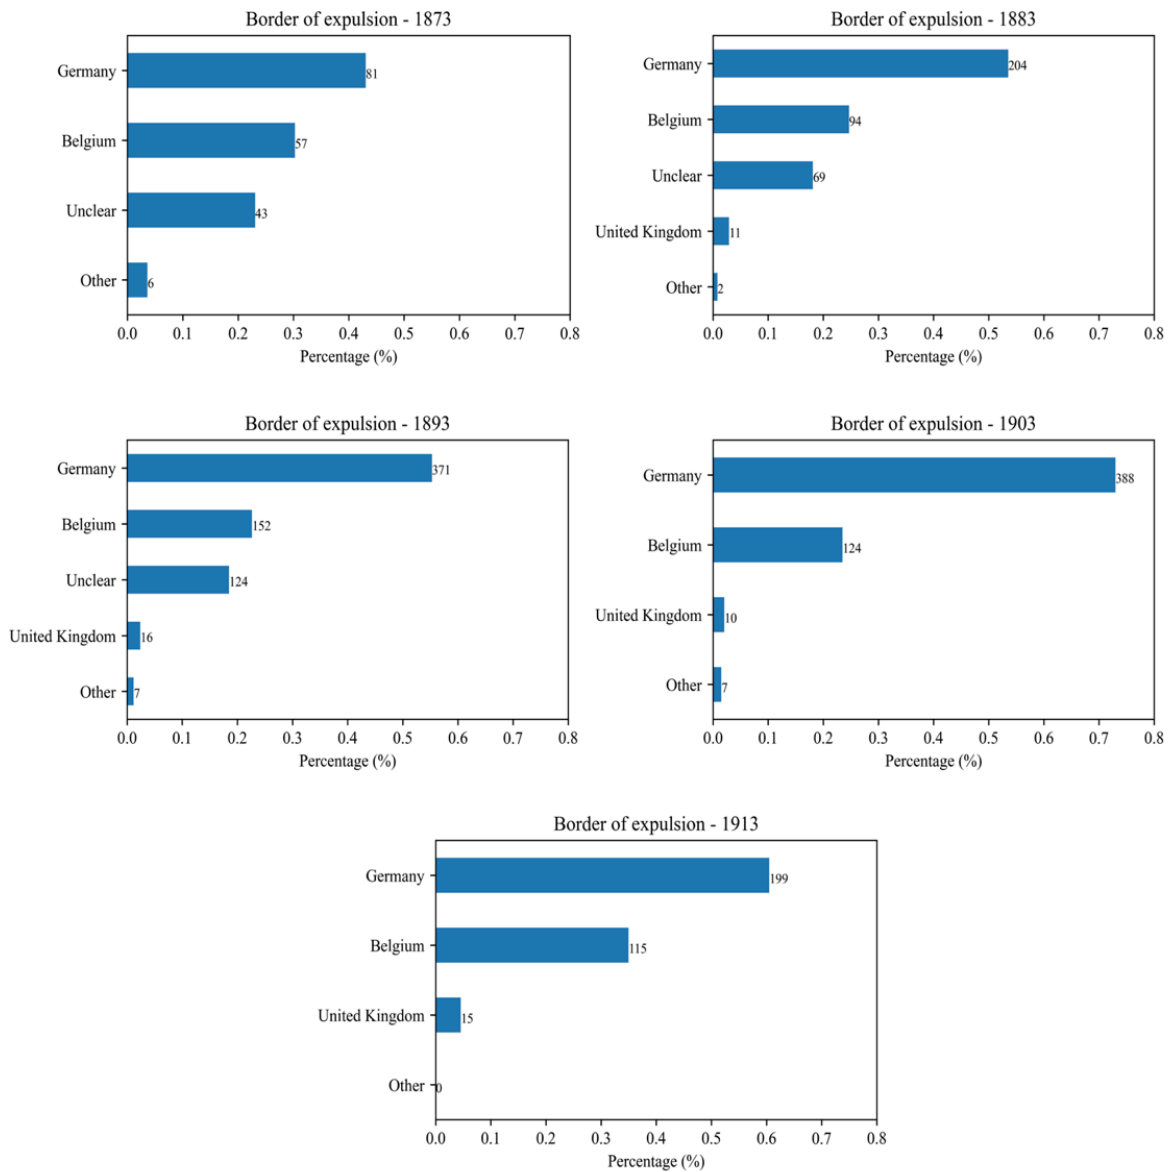 Border of expulsion - 1873
Germany 81
Belgium 57
Unclear 43
Other 6
0.0 0.1 0.2 0.3 0.4 0.5 0.6 0.7 0.8
Percentage (%)
Border of expulsion - 1883
Germany 204
Belgium 94
Unclear 69
United Kingdom 11
Other 2
0.0 0.1 0.2 0.3 0.4 0.5 0.6 0.7 0.8
Percentage (%)
Border of expulsion - 1893
Germany 371
Belgium 152
Unclear 124
United Kingdom 16
Other 7
0.0 0.1 0.2 0.3 0.4 0.5 0.6 0.7 0.8
Percentage (%)
Border of expulsion - 1903
Germany 388
Belgium 124
United Kingdom 10
Other 7
0.0 0.1 0.2 0.3 0.4 0.5 0.6 0.7 0.8
Percentage (%)
Border of expulsion - 1913
Germany 199
Belgium 115
United Kingdom 15
Other 0
0.0 0.1 0.2 0.3 0.4 0.5 0.6 0.7 0.8
Percentage (%)